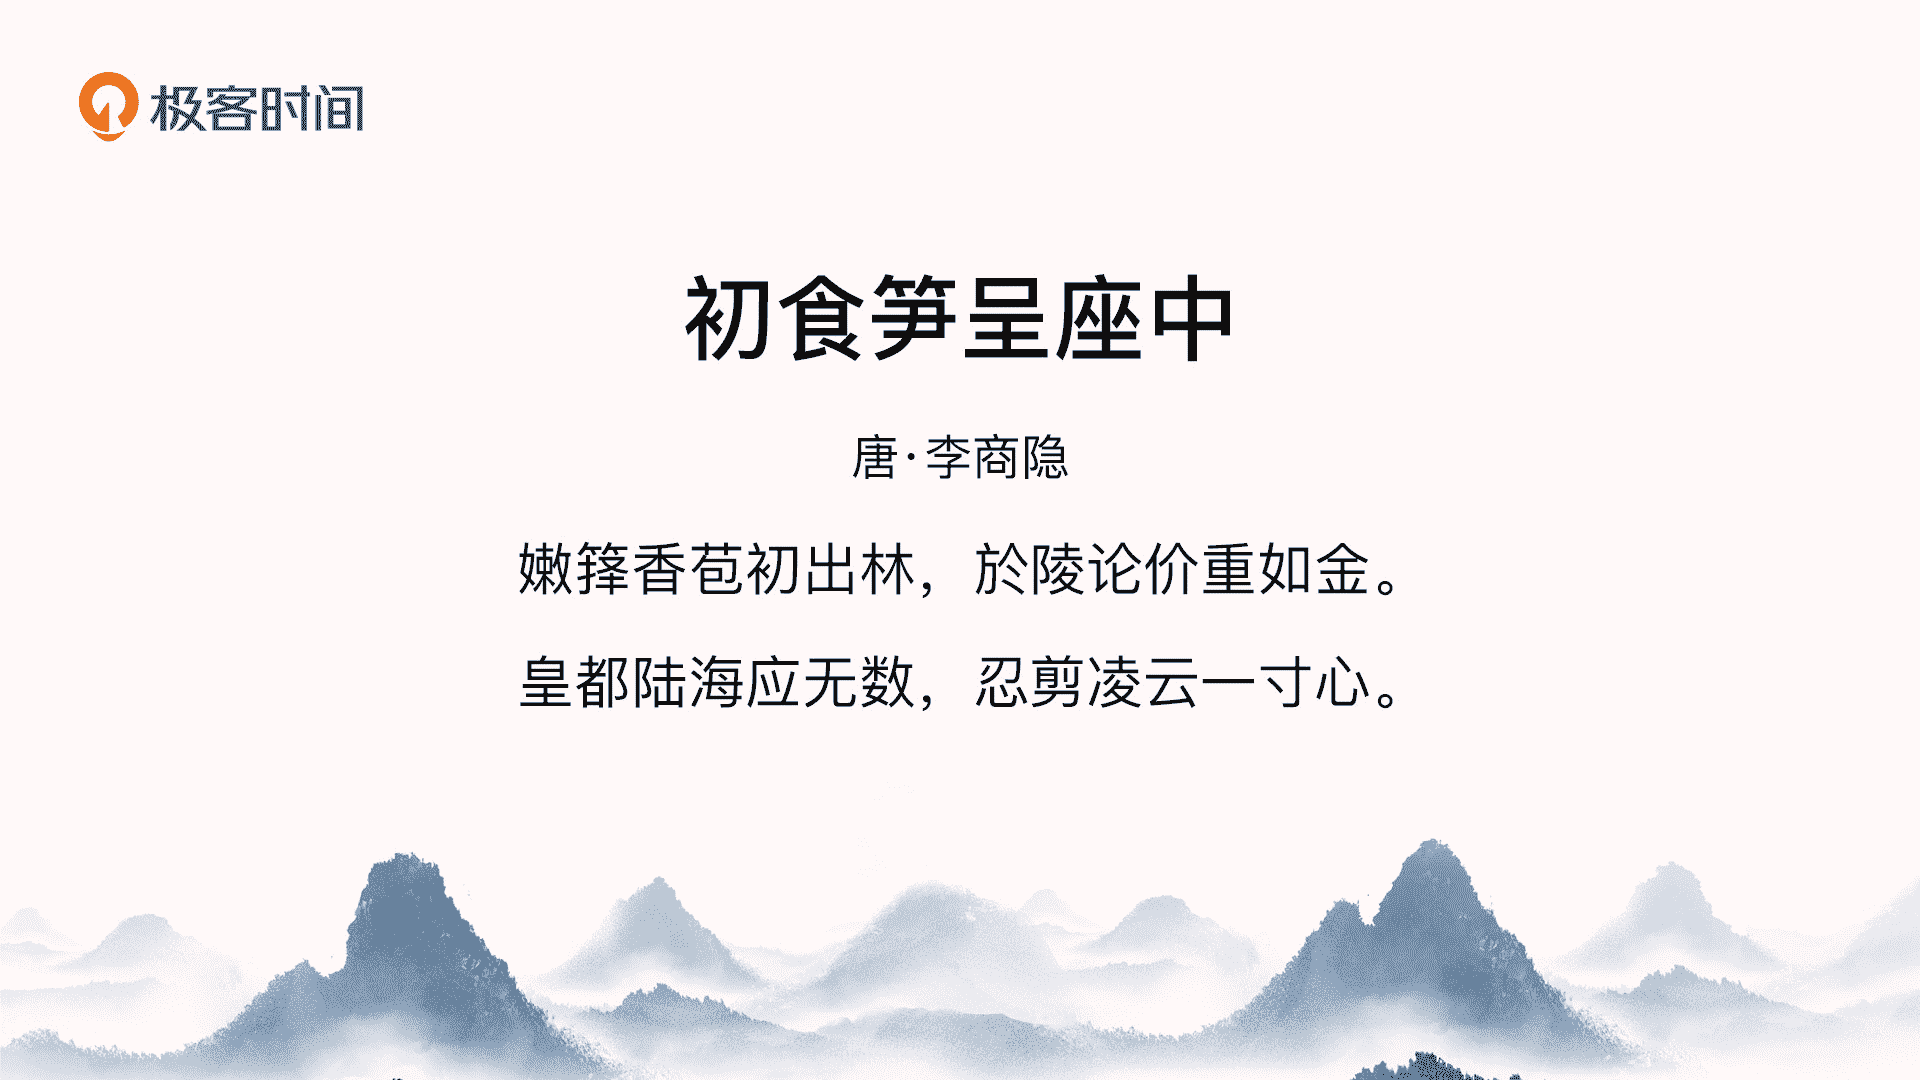 极客时间
初食笋呈座中
唐·李商隐
嫩箨香苞初出林，於陵论价重如金。
皇都陆海应无数，忍剪凌云一寸心。